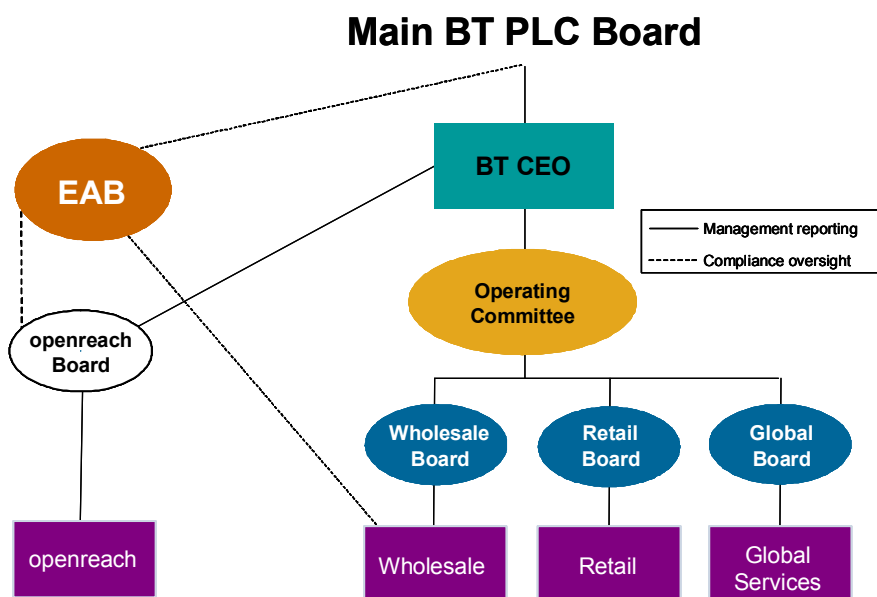 Main BT PLC Board
BT CEO
EAB
Management reporting
Compliance oversight
Operating
Committee
openreach
Board
Wholesale
Board
Retail
Board
Global
Board
openreach
Wholesale
Retail
Global
Services